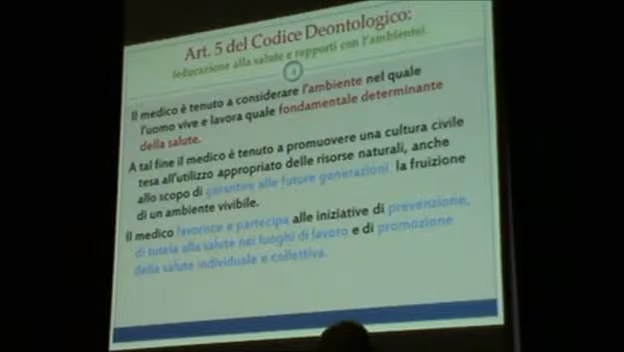 Art. 5 del Codice Deontologico:
(educazione alla salute e rapporti con l'ambiente)
Il medico è tenuto a considerare l'ambiente nel quale
l'uomo vive e lavora quale fondamentale determinante
della salute.
A tal fine il medico è tenuto a promuovere una cultura civile
tesa all'utilizzo appropriato delle risorse naturali, anche
allo scopo di garantire alle future generazioni la fruizione
di un ambiente vivibile.
Il medico favorisce e partecipa alle iniziative di prevenzione,
di tutela alla salute nei luoghi di lavoro e di promozione
della salute individuale e collettiva.